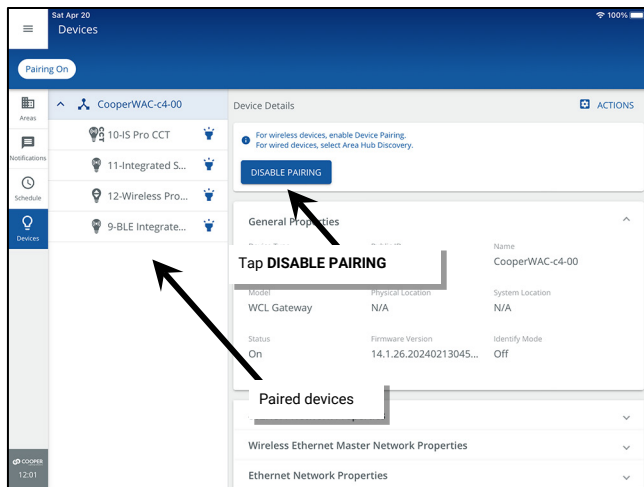 Sat Apr 20
100%
Devices
Pairing On
Areas
Notifications
Schedule
Devices
CooperWAC-c4-00
10-IS Pro CCT
11-Integrated S...
12-Wireless Pro...
9-BLE Integrate...
Device Details
ACTIONS
For wireless devices, enable Device Pairing.
For wired devices, select Area Hub Discovery.
DISABLE PAIRING
General Properties
Tap DISABLE PAIRING
Name
CooperWAC-c4-00
Model
Physical Location
System Location
WCL Gateway
N/A
N/A
Status
Firmware Version
Identify Mode
On
14.1.26.20240213045...
Off
Paired devices
Wireless Ethernet Master Network Properties
Ethernet Network Properties
COOPER
12:01